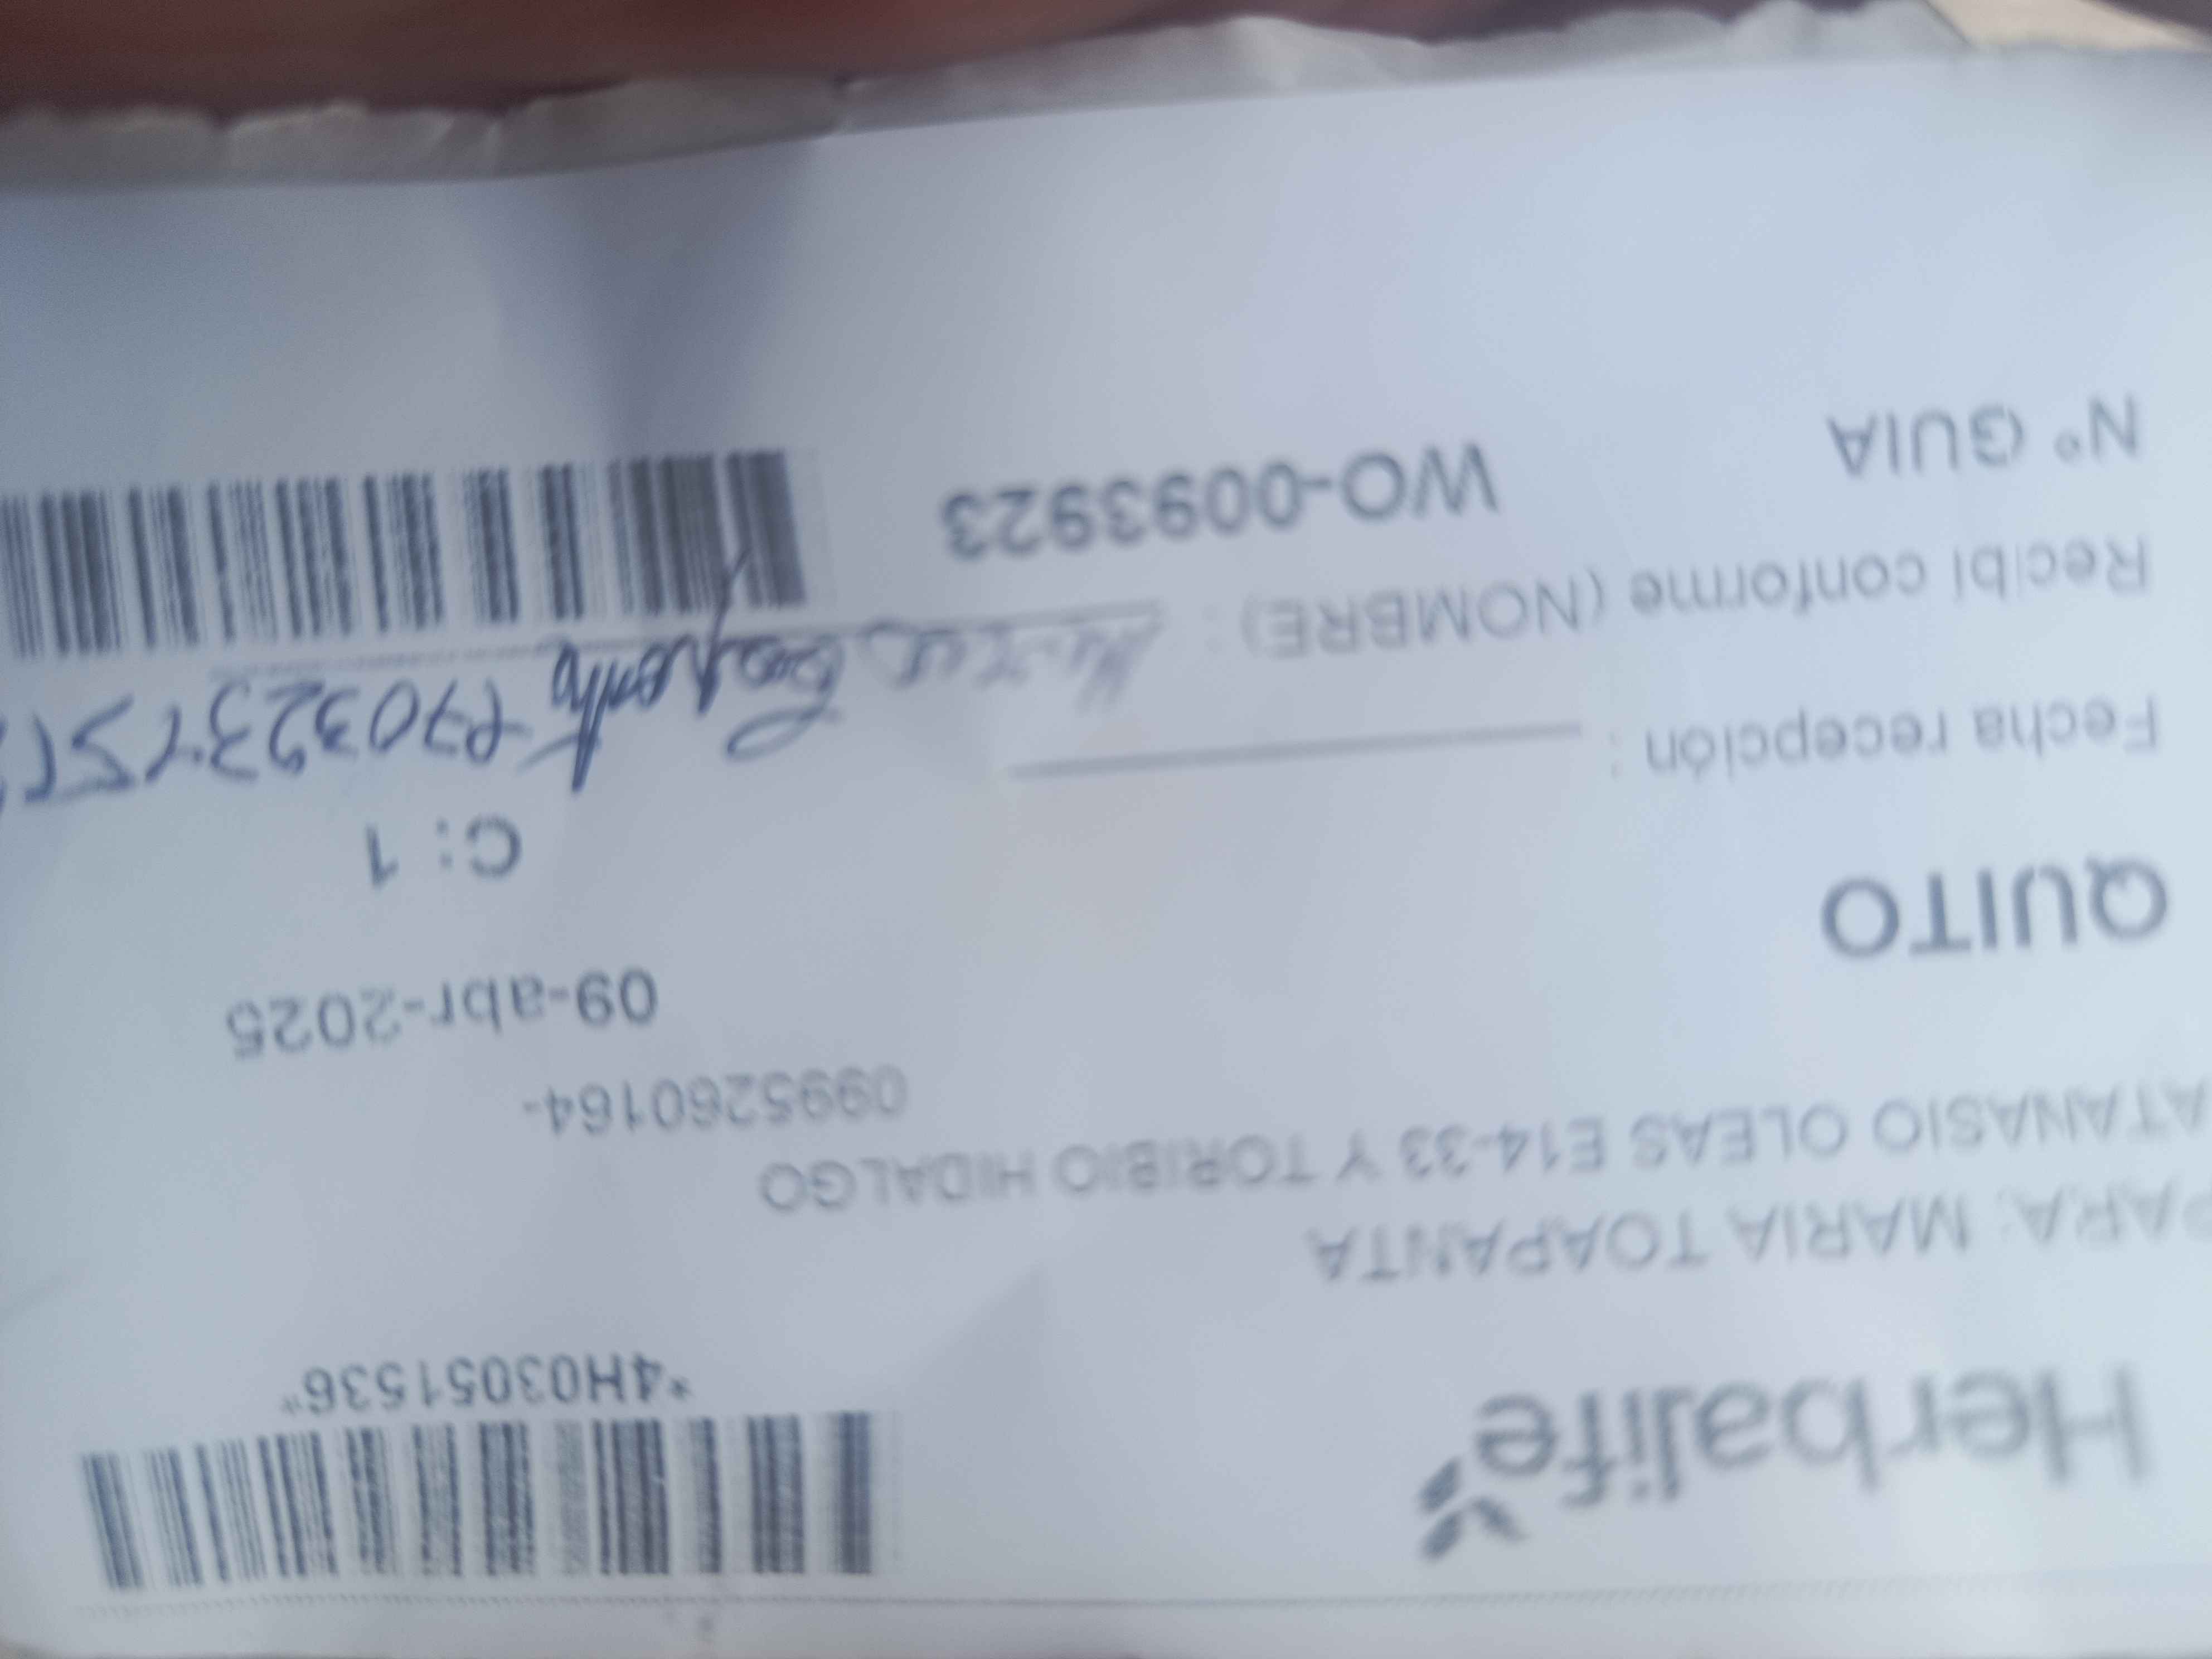 Herbalife
*4H03051536*
PARA: MARIA TOAPANTA
ATANASIO OLEAS E14-33 Y TORIBIO HIDALGO
0995260164-
09-abr-2025
QUITO
C: 1
Fecha recepción :
Recibi conforme (NOMBRE) :
N° GUIA
WO-0093923